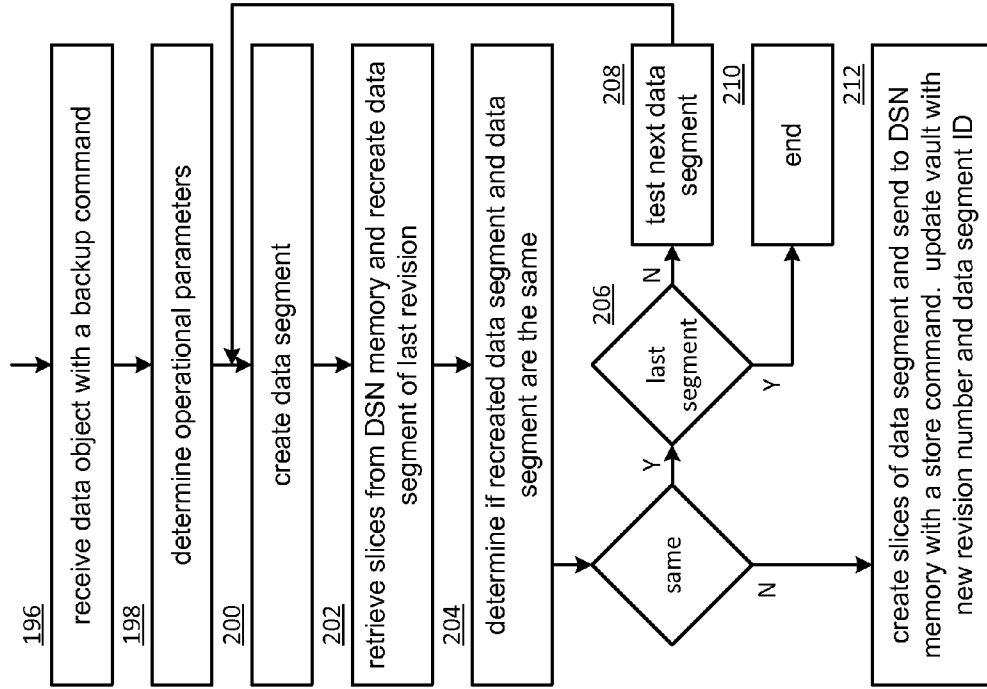 196
receive data object with a backup command
198
determine operational parameters
200
create data segment
202
retrieve slices from DSN memory and recreate data
segment of last revision
204
determine if recreated data segment and data
segment are the same
same
Y
N
206
last
segment
N
Y
208
test next data
segment
210
end
212
create slices of data segment and send to DSN
memory with a store command.  update vault with
new revision number and data segment ID